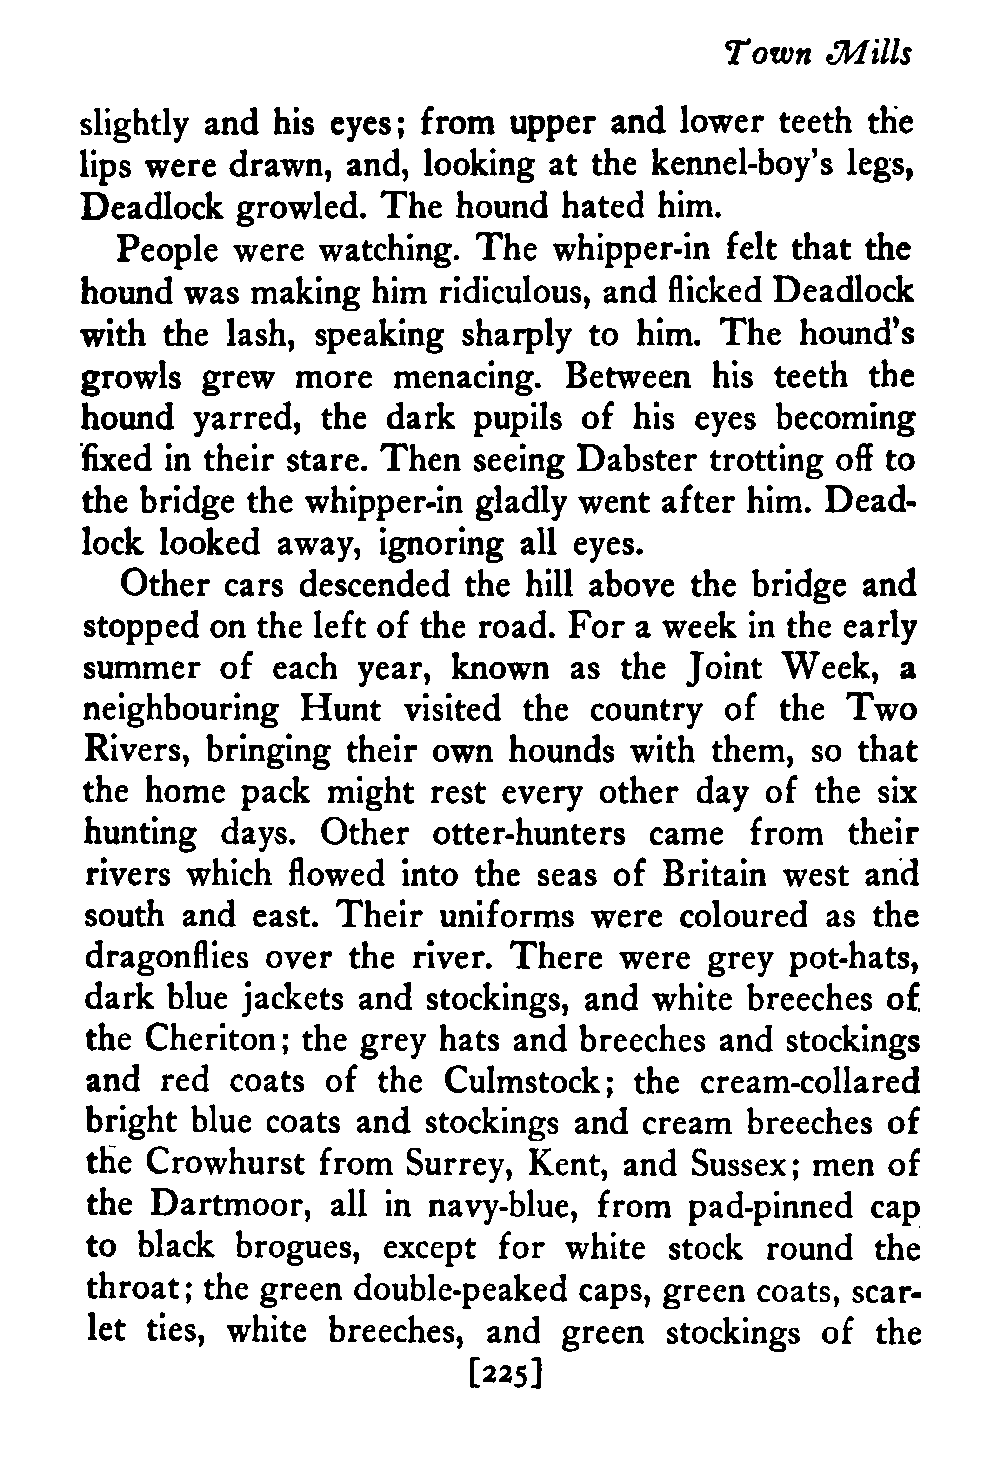 Town Mills
slightly and his eyes; from upper and lower teeth the
lips were drawn, and, looking at the kennel-boy's legs,
Deadlock growled. The hound hated him.
People were watching. The whipper-in felt that the
hound was making him ridiculous, and flicked Deadlock
with the lash, speaking sharply to him. The hound's
growls grew more menacing. Between his teeth the
hound yarred, the dark pupils of his eyes becoming
fixed in their stare. Then seeing Dabster trotting off to
the bridge the whipper-in gladly went after him. Dead-
lock looked away, ignoring all eyes.
Other cars descended the hill above the bridge and
stopped on the left of the road. For a week in the early
summer of each year, known as the Joint Week, a
neighbouring Hunt visited the country of the Two
Rivers, bringing their own hounds with them, so that
the home pack might rest every other day of the six
hunting days. Other otter-hunters came from their
rivers which flowed into the seas of Britain west and
south and east. Their uniforms were coloured as the
dragonflies over the river. There were grey pot-hats,
dark blue jackets and stockings, and white breeches of
the Cheriton; the grey hats and breeches and stockings
and red coats of the Culmstock; the cream-collared
bright blue coats and stockings and cream breeches of
the Crowhurst from Surrey, Kent, and Sussex; men of
the Dartmoor, all in navy-blue, from pad-pinned cap
to black brogues, except for white stock round the
throat; the green double-peaked caps, green coats, scar-
let ties, white breeches, and green stockings of the
[225]